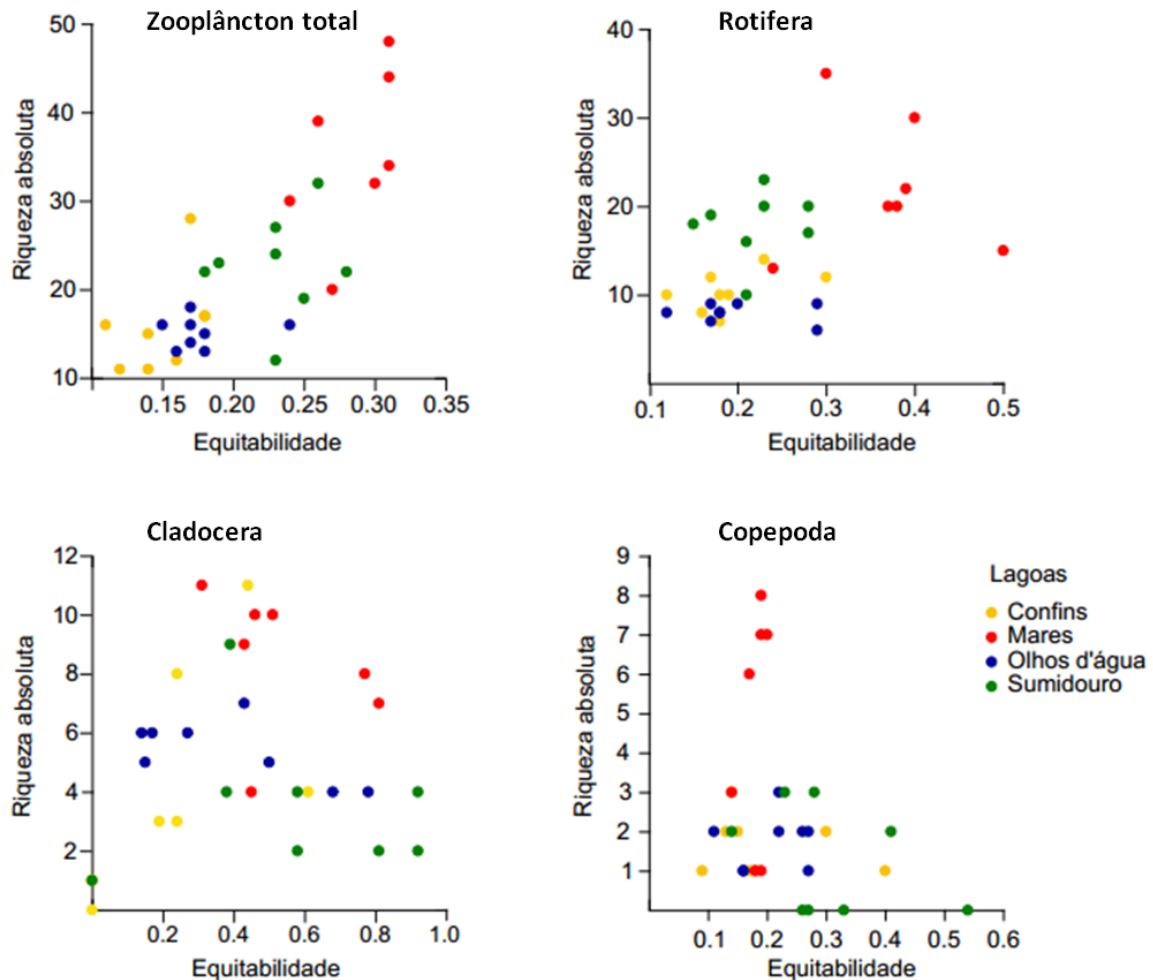 Zooplâncton total
50
40
30
20
10
Riqueza absoluta
0.15 0.20 0.25 0.30 0.35
Equitabilidade
Rotifera
40
30
20
10
Riqueza absoluta
0.1 0.2 0.3 0.4 0.5
Equitabilidade
Cladocera
12
10
8
6
4
2
Riqueza absoluta
0.2 0.4 0.6 0.8 1.0
Equitabilidade
Copepoda
9
8
7
6
5
4
3
2
1
Riqueza absoluta
0.1 0.2 0.3 0.4 0.5 0.6
Equitabilidade
Lagoas
Confins
Mares
Olhos d'água
Sumidouro